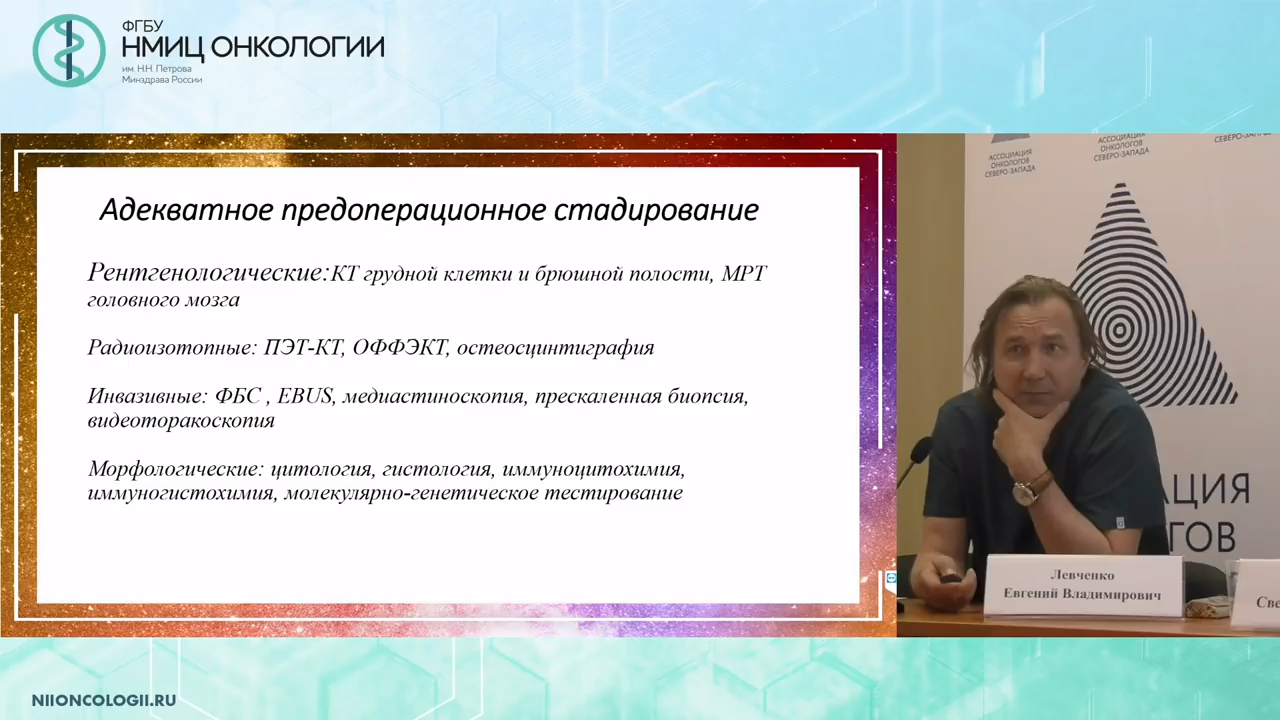 ФГБУ
НМИЦ ОНКОЛОГИИ
им. Н.Н. Петрова
Минздрава России
Адекватное предоперационное стадирование
Рентгенологические:КТ грудной клетки и брюшной полости, МРТ
головного мозга
Радиоизотопные: ПЭТ-КТ, ОФФЭКТ, остеосцинтиграфия
Инвазивные: ФБС , EBUS, медиастиноскопия, прескаленная биопсия,
видеоторакоскопия
Морфологические: цитология, гистология, иммуноцитохимия,
иммуногистохимия, молекулярно-генетическое тестирование
АССОЦИАЦИЯ
ОНКОЛОГОВ
СЕВЕРО-ЗАПАДА
АССОЦИАЦИЯ
ОНКОЛОГОВ
СЕВЕРО-ЗАПАДА
СЕВЕРО-ЗАПАДА
ЦИЯ
ГОВ
Левченко
Евгений Владимирович
Све
NIIONCOLOGII.RU